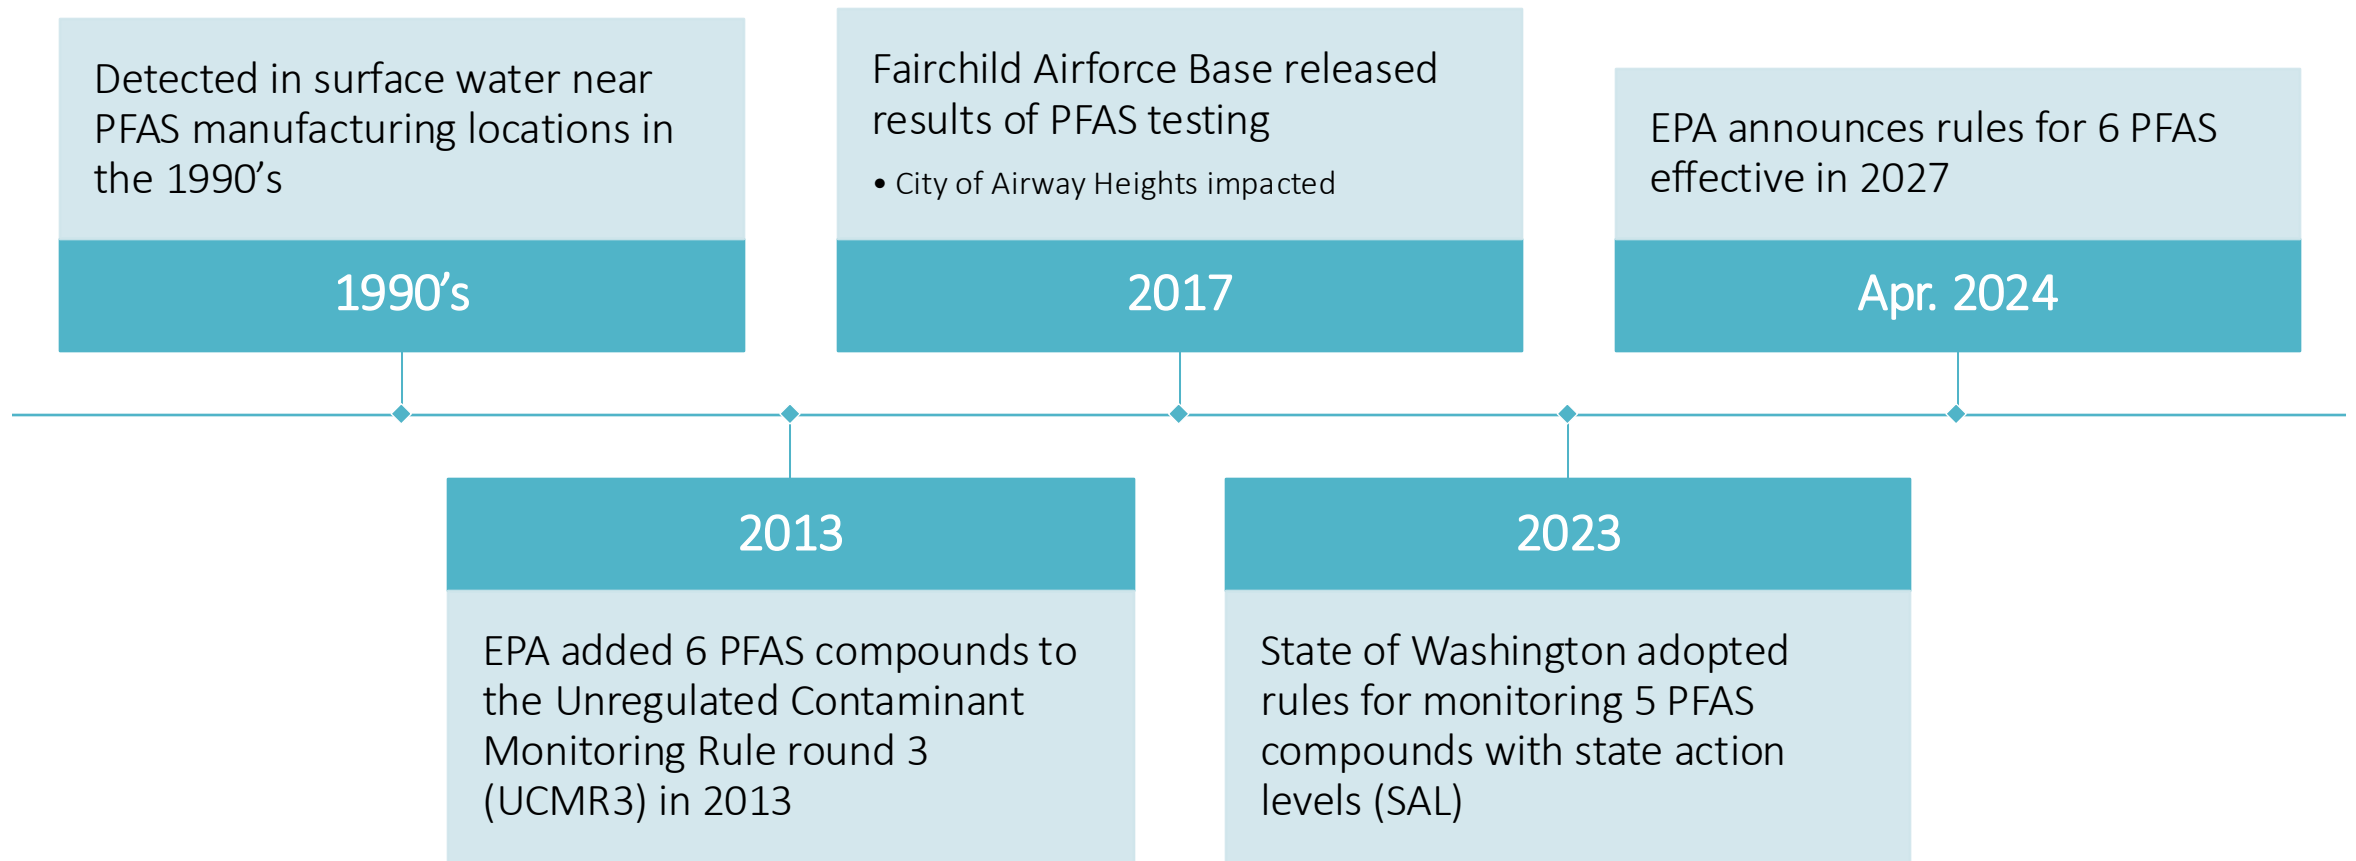 Detected in surface water near
PFAS manufacturing locations in
the 1990’s
1990’s
EPA added 6 PFAS compounds to
the Unregulated Contaminant
Monitoring Rule round 3
(UCMR3) in 2013
2013
Fairchild Airforce Base released
results of PFAS testing
• City of Airway Heights impacted
2017
2023
State of Washington adopted
rules for monitoring 5 PFAS
compounds with state action
levels (SAL)
EPA announces rules for 6 PFAS
effective in 2027
Apr. 2024